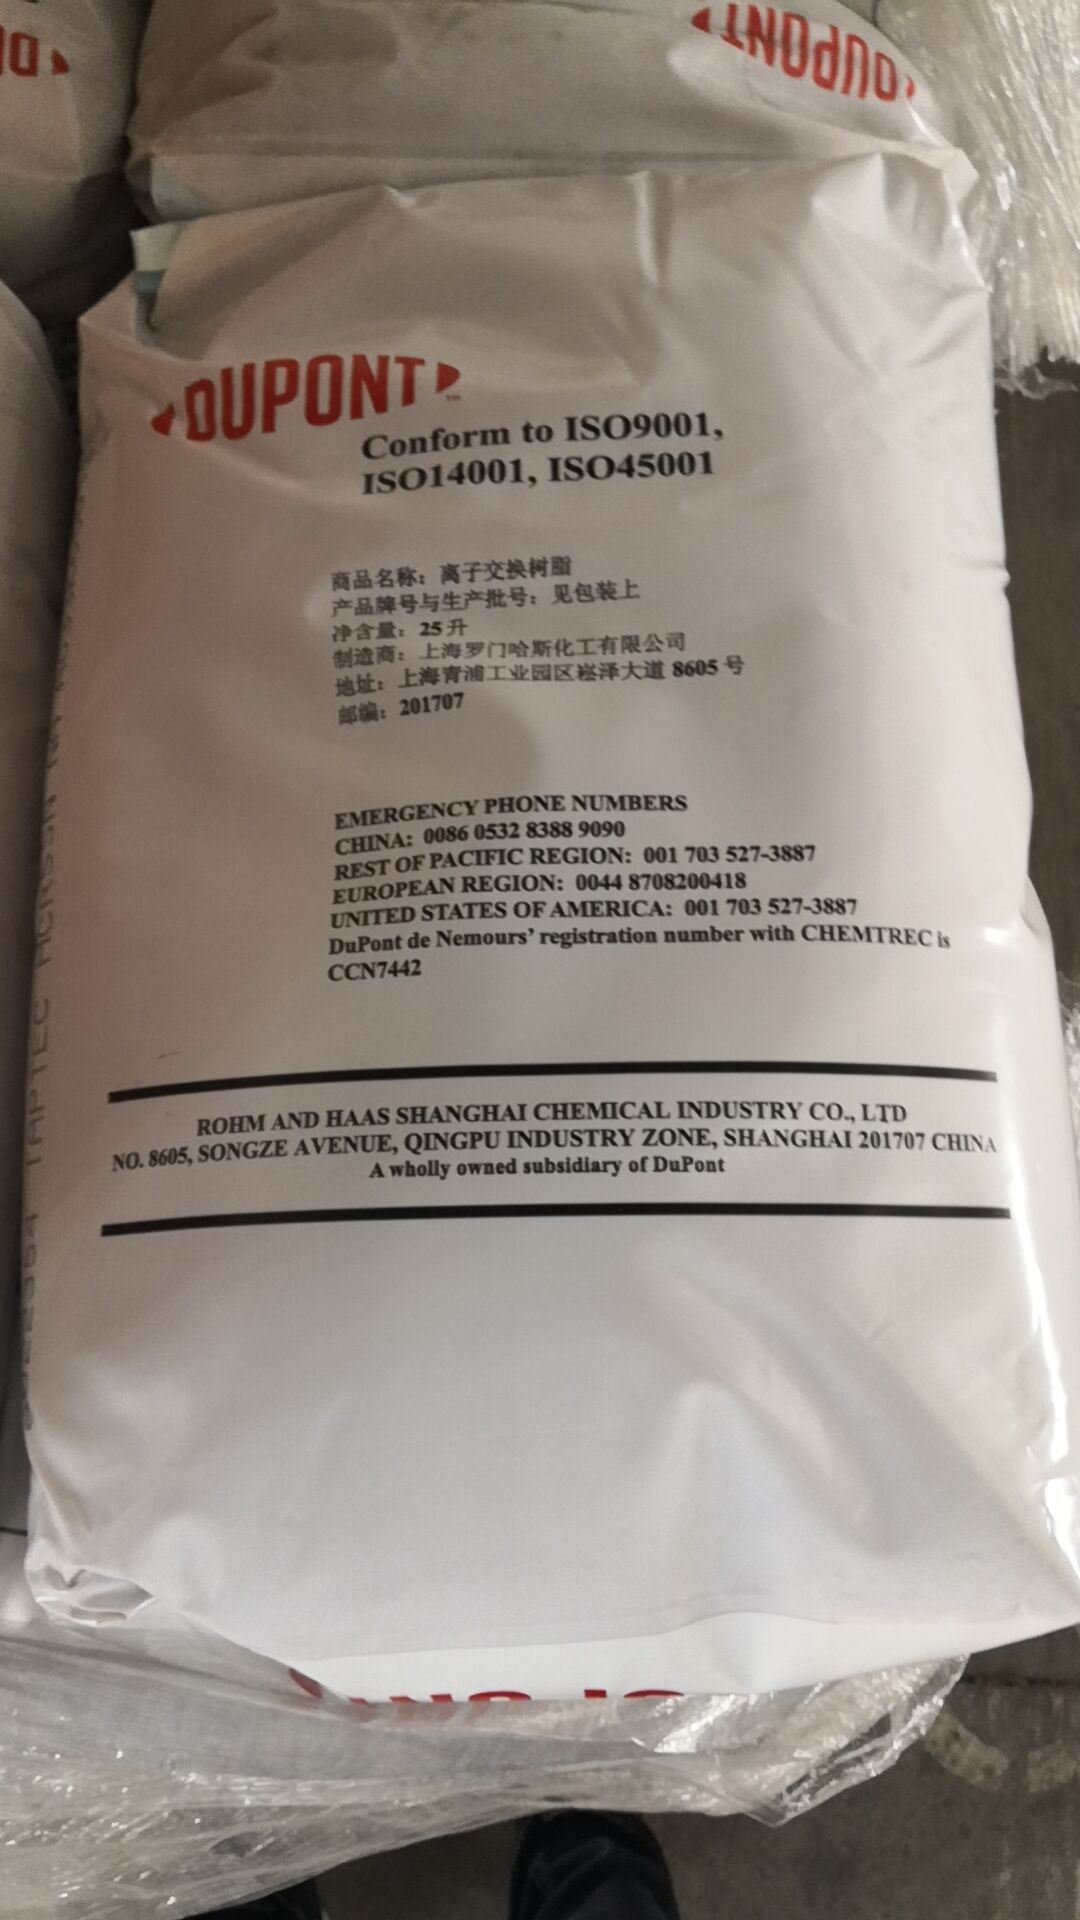 DUPONT
DUPONT
Conform to ISO9001,
ISO14001, ISO45001
商品名称：离子交换树脂
产品牌号与生产批号：见包装上
净含量：25升
制造商：上海罗门哈斯化工有限公司
地址：上海青浦工业园区崧泽大道 8605 号
邮编：201707
EMERGENCY PHONE NUMBERS
CHINA: 0086 0532 8388 9090
REST OF PACIFIC REGION: 001 703 527-3887
EUROPEAN REGION: 0044 8708200418
UNITED STATES OF AMERICA: 001 703 527-3887
DuPont de Nemours’ registration number with CHEMTREC is
CCN7442
ROHM AND HAAS SHANGHAI CHEMICAL INDUSTRY CO., LTD
NO. 8605, SONGZE AVENUE, QINGPU INDUSTRY ZONE, SHANGHAI 201707 CHINA
A wholly owned subsidiary of DuPont